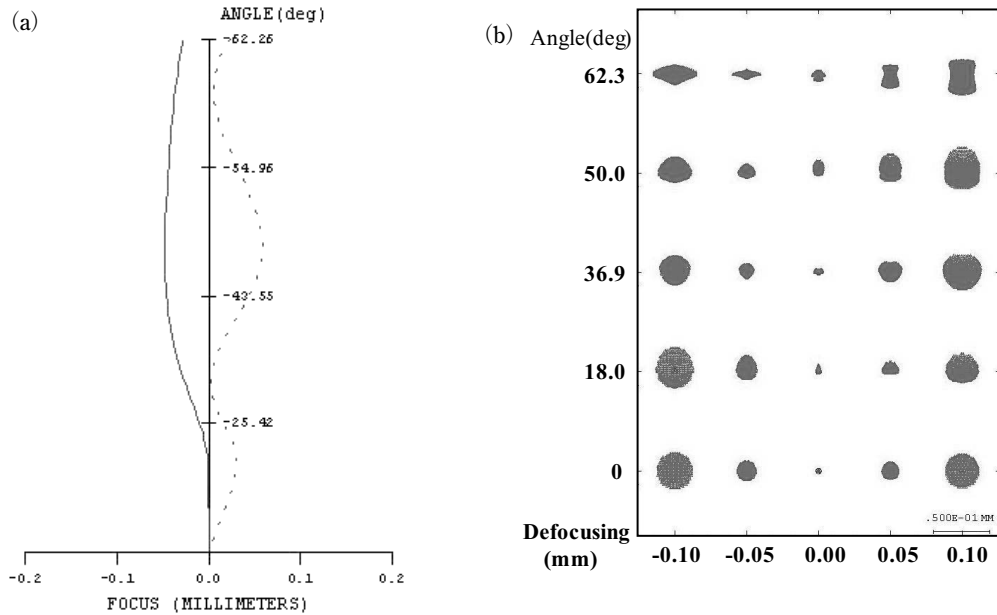 (a)
ANGLE(deg)
-62.26
-54.96
-43.55
-25.42
-0.2 -0.1 0.0 0.1 0.2
FOCUS (MILLIMETERS)
(b) Angle(deg)
62.3
50.0
36.9
18.0
0
.500E-01 MM
Defocusing
(mm)
-0.10 -0.05 0.00 0.05 0.10